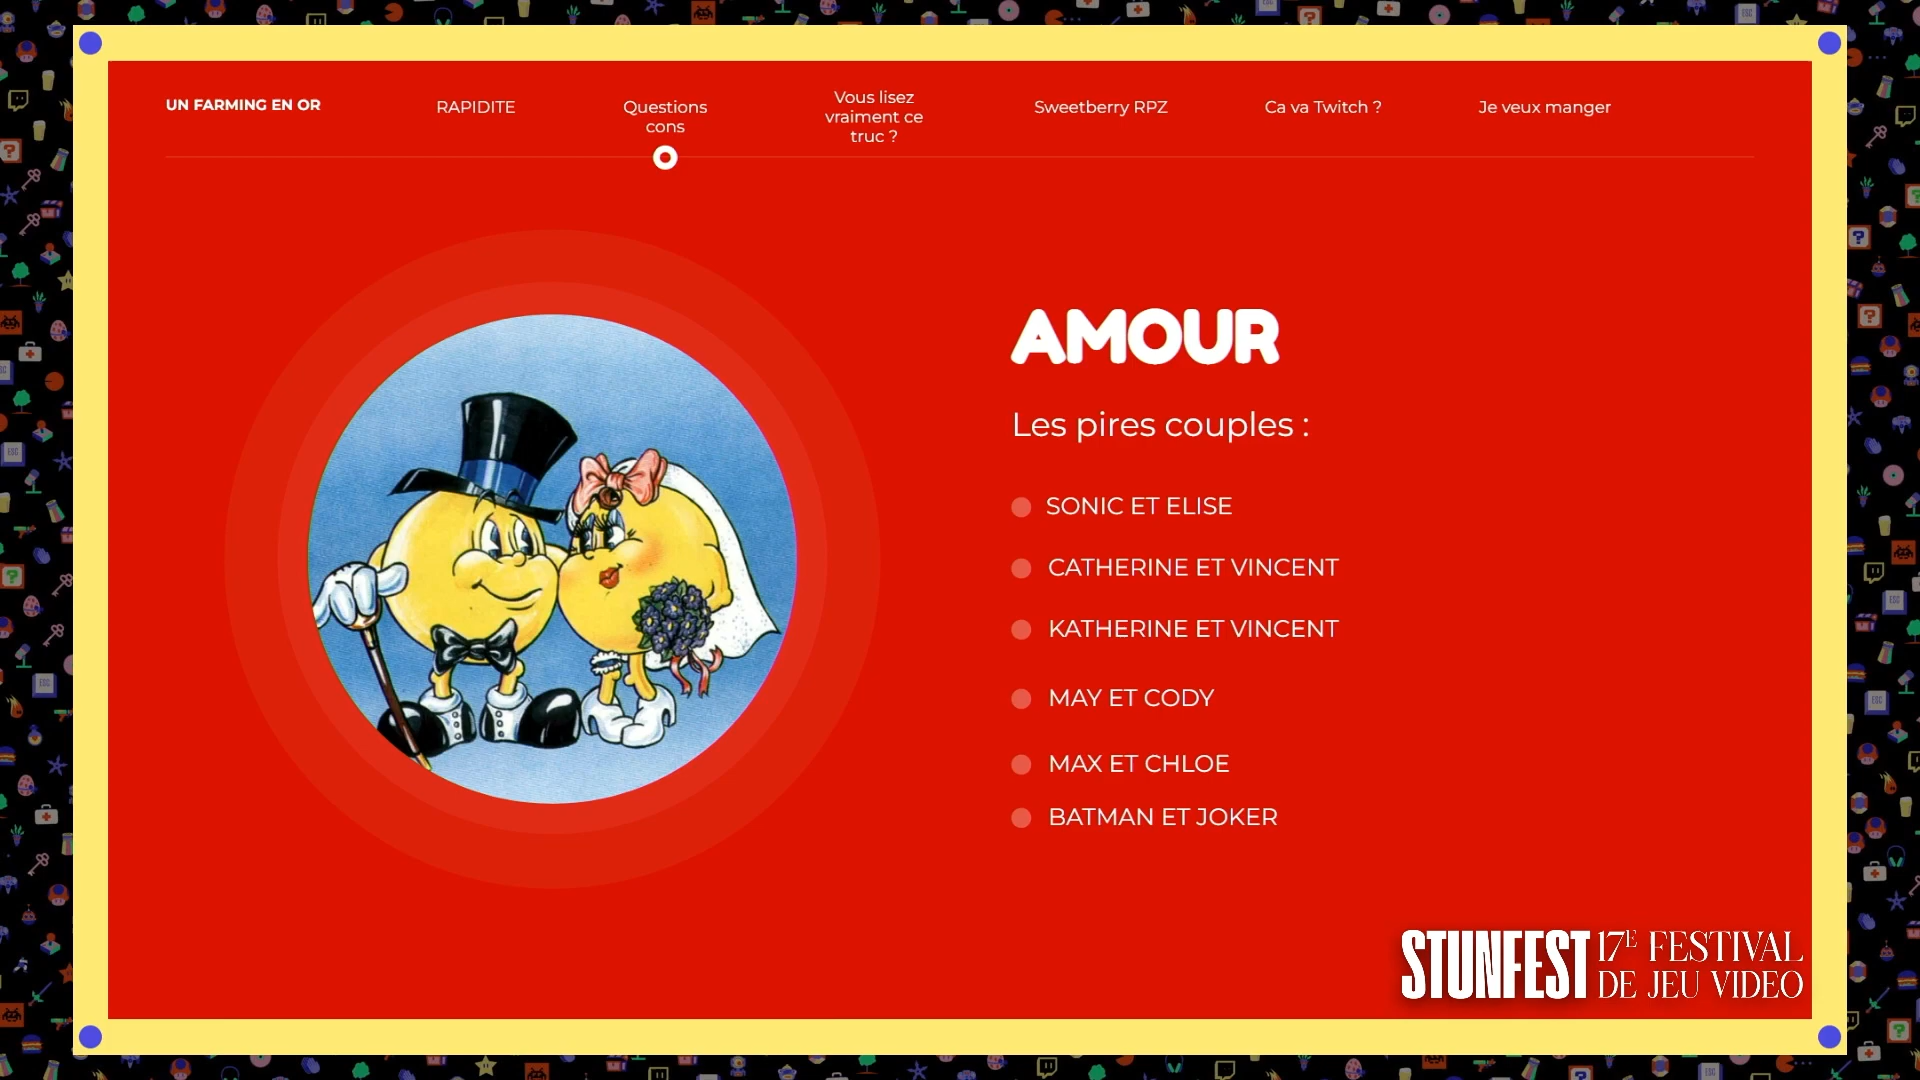 UN FARMING EN OR
RAPIDITE
Questions
cons
Vous lisez
vraiment ce
truc ?
Sweetberry RPZ
Ca va Twitch ?
Je veux manger
AMOUR
Les pires couples :
SONIC ET ELISE
CATHERINE ET VINCENT
KATHERINE ET VINCENT
MAY ET CODY
MAX ET CHLOE
BATMAN ET JOKER
STUNFEST
17E FESTIVAL
DE JEU VIDEO